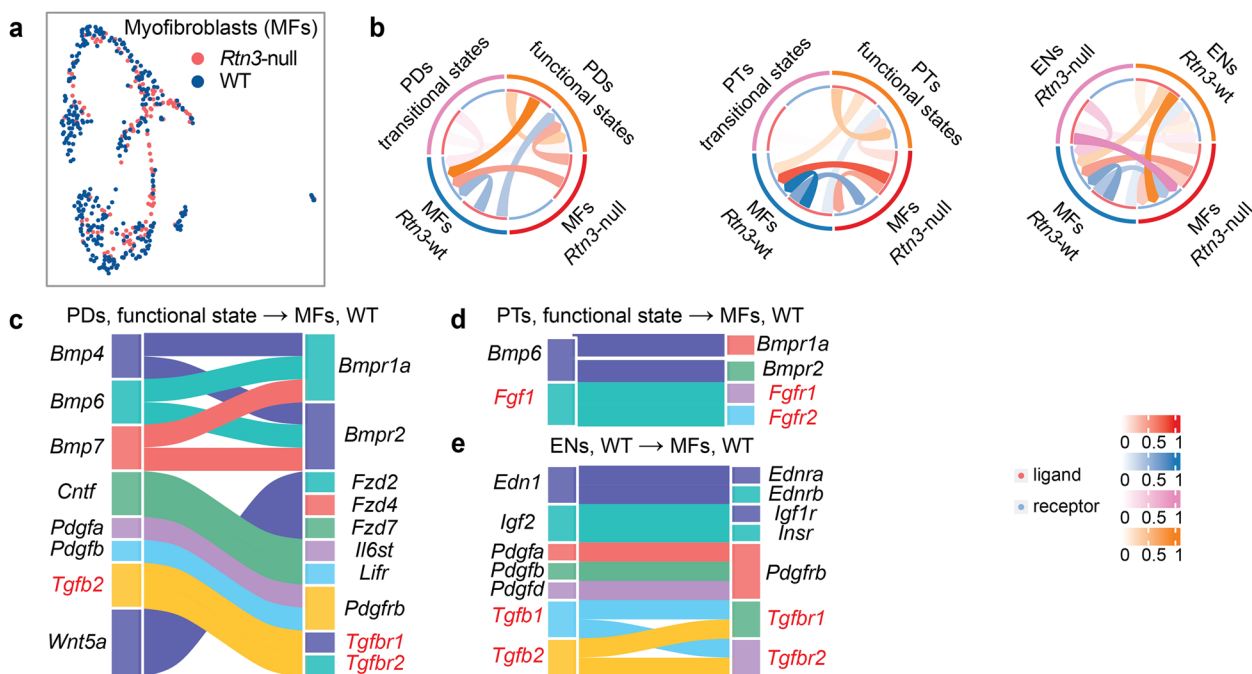 a
Myofibroblasts (MFs)
Rtn3-null
WT
b
PDs
transitional states
PDs
functional states
MFs
Rtn3-wt
MFs
Rtn3-null
PTs
transitional states
PTs
functional states
MFs
Rtn3-wt
MFs
Rtn3-null
ENs
Rtn3-null
ENs
Rtn3-wt
MFs
Rtn3-wt
MFs
Rtn3-null
c
PDs, functional state → MFs, WT
Bmp4
Bmp6
Bmp7
Cntf
Pdgfa
Pdgfb
Tgfb2
Wnt5a
Bmpr1a
Bmpr2
Fzd2
Fzd4
Fzd7
Il6st
Lifr
Pdgfrb
Tgfbr1
Tgfbr2
d
PTs, functional state → MFs, WT
Bmp6
Fgf1
Bmpr1a
Bmpr2
Fgfr1
Fgfr2
e
ENs, WT → MFs, WT
Edn1
Igf2
Pdgfa
Pdgfb
Pdgfd
Tgfb1
Tgfb2
Ednra
Ednrb
Igf1r
Insr
Pdgfrb
Tgfbr1
Tgfbr2
ligand
receptor
0 0.5 1
0 0.5 1
0 0.5 1
0 0.5 1